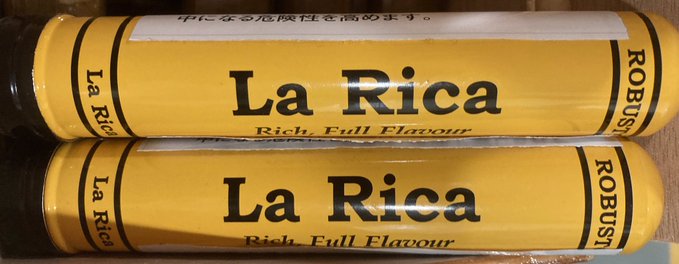 中になる危険性を高めます。
La Rica
La Rica
Rich, Full Flavour
ROBUST
La Rica
La Rica
Rich, Full Flavour
ROBUST